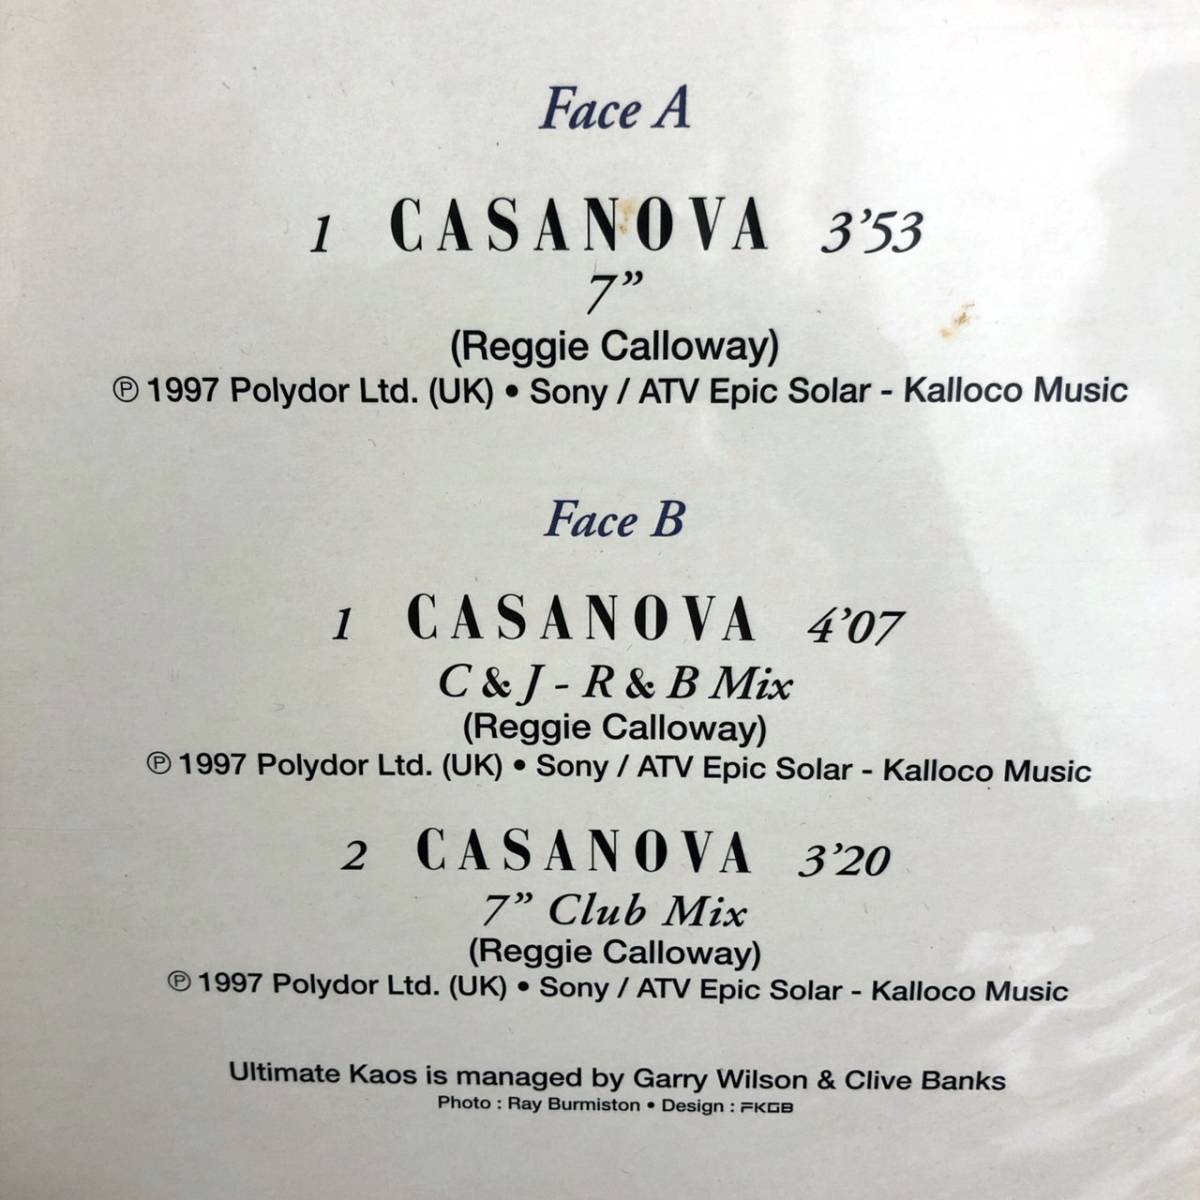 Face A
1 CASANOVA 3'53
7"
(Reggie Calloway)
℗ 1997 Polydor Ltd. (UK) • Sony / ATV Epic Solar - Kalloco Music
Face B
1 CASANOVA 4'07
C & J - R & B Mix
(Reggie Calloway)
℗ 1997 Polydor Ltd. (UK) • Sony / ATV Epic Solar - Kalloco Music
2 CASANOVA 3'20
7" Club Mix
(Reggie Calloway)
℗ 1997 Polydor Ltd. (UK) • Sony / ATV Epic Solar - Kalloco Music
Ultimate Kaos is managed by Garry Wilson & Clive Banks
Photo : Ray Burmiston • Design : FKGB